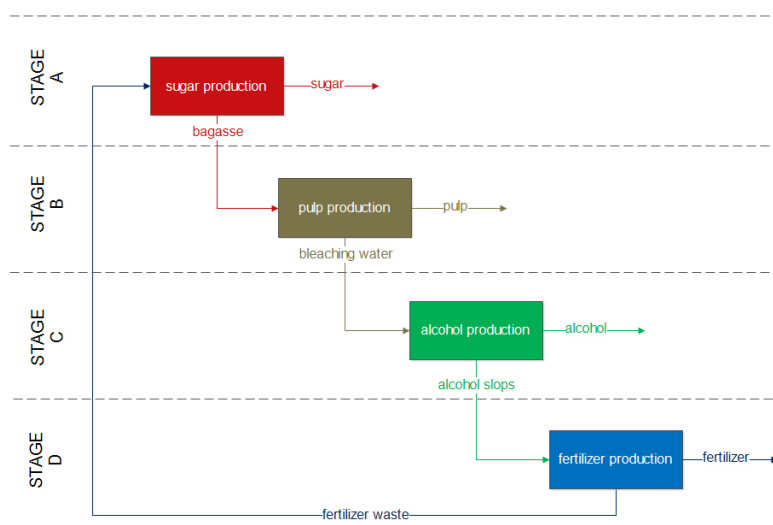 STAGE
A
sugar production
sugar
bagasse
STAGE
B
pulp production
pulp
bleaching water
STAGE
C
alcohol production
alcohol
alcohol slops
STAGE
D
fertilizer production
fertilizer
fertilizer waste